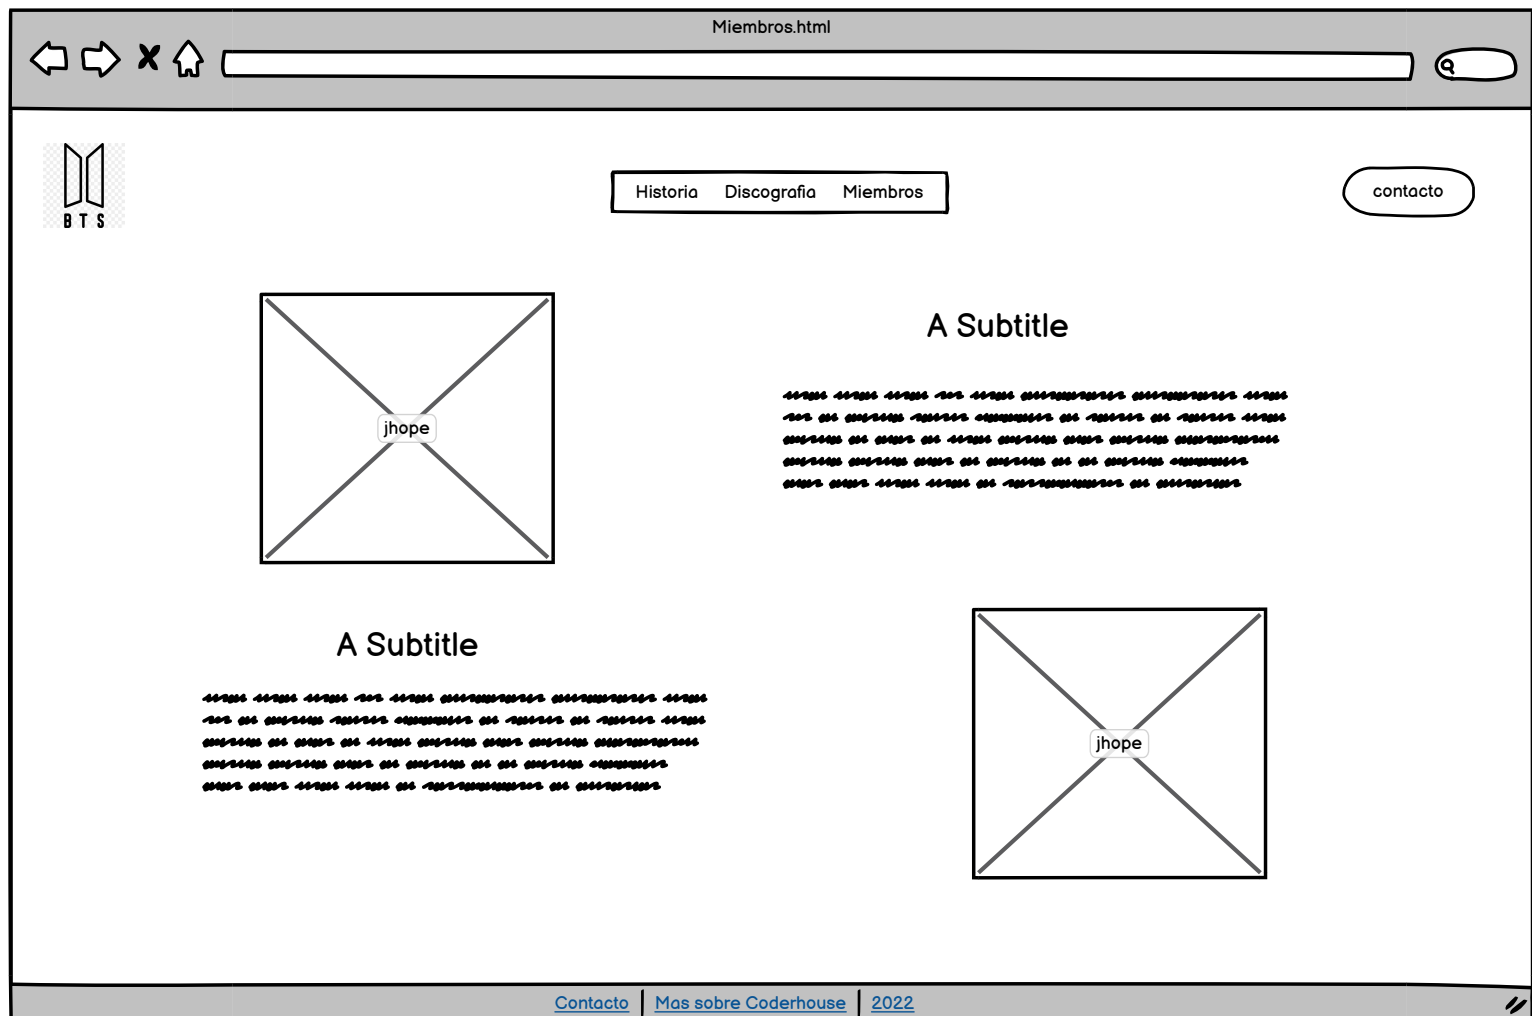 Miembros.html
BTS
Historia Discografia Miembros
contacto
jhope
A Subtitle
A Subtitle
jhope
Contacto | Mas sobre Coderhouse | 2022